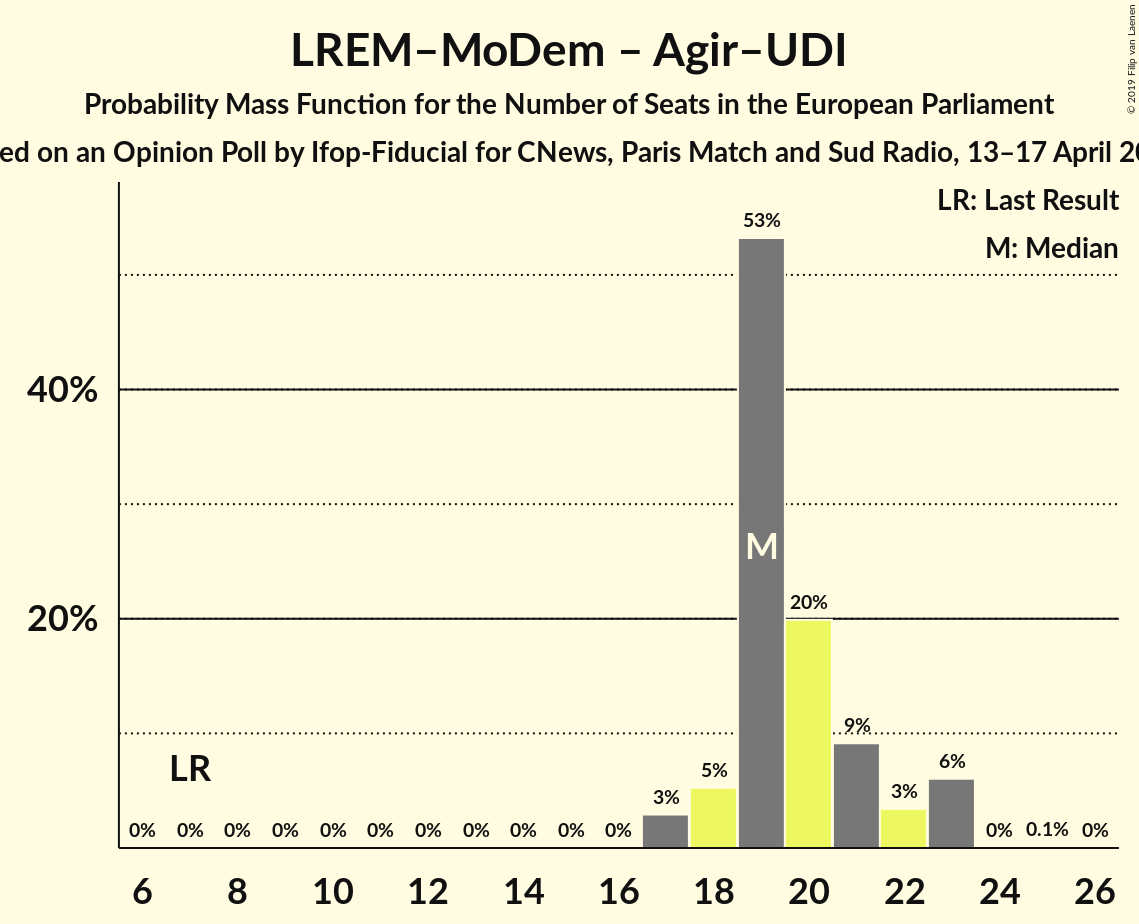 LREM–MoDem – Agir–UDI
Probability Mass Function for the Number of Seats in the European Parliament
ed on an Opinion Poll by Ifop-Fiducial for CNews, Paris Match and Sud Radio, 13–17 April 20
© 2019 Filip van Laenen
LR: Last Result
M: Median
53%
40%
M
20%
20%
9%
LR
5%
6%
3%
3%
0% 0% 0% 0% 0% 0% 0% 0% 0% 0% 0% 0% 0.1% 0%
6 8 10 12 14 16 18 20 22 24 26